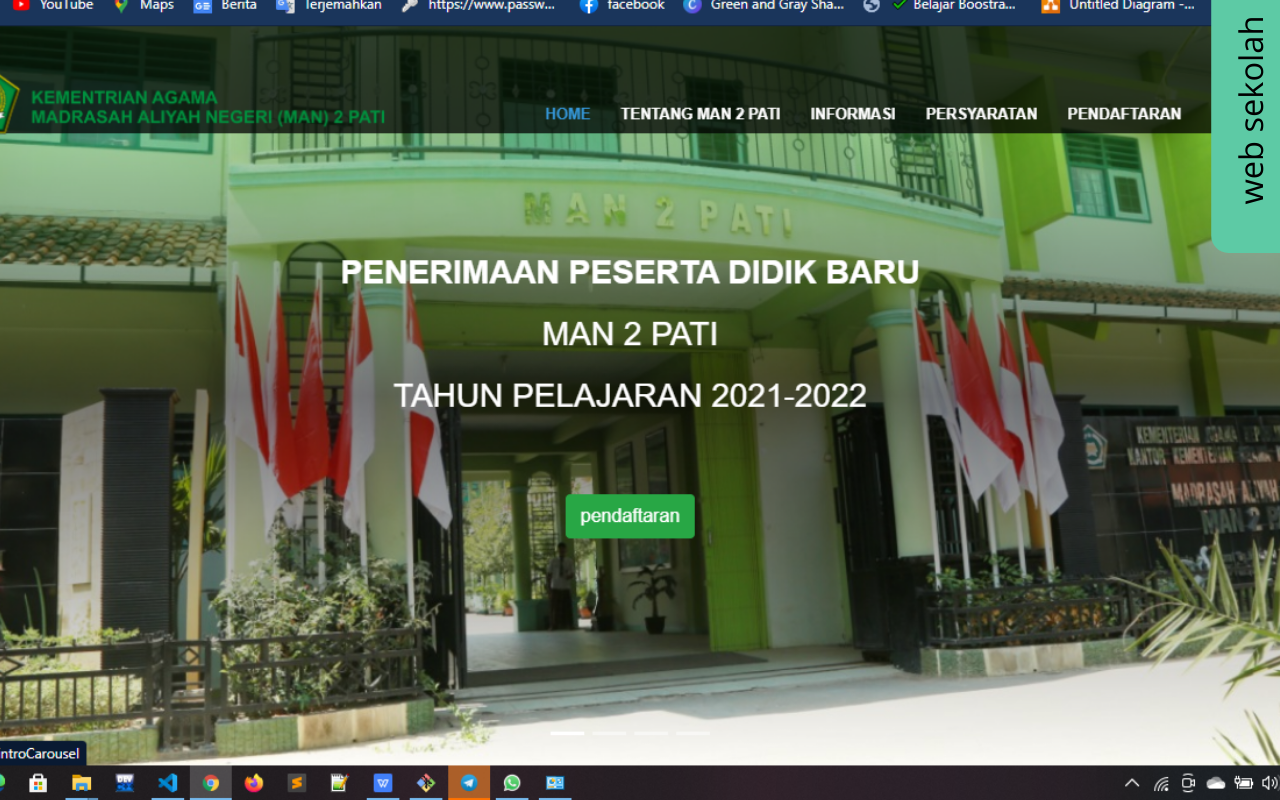 YouTube Maps Berita Terjemahkan https://www.passw... facebook Green and Gray Sha... Belajar Boostra... Untitled Diagram -...
web sekolah
KEMENTRIAN AGAMA
MADRASAH ALIYAH NEGERI (MAN) 2 PATI
HOME TENTANG MAN 2 PATI INFORMASI PERSYARATAN PENDAFTARAN
MAN 2 PATI
PENERIMAAN PESERTA DIDIK BARU
MAN 2 PATI
TAHUN PELAJARAN 2021-2022
KEMENTERIAN AGAMA
KANTOR KEMENTERIAN AGAMA
MADRASAH ALIYAH
MAN 2 P
pendaftaran
ntroCarousel